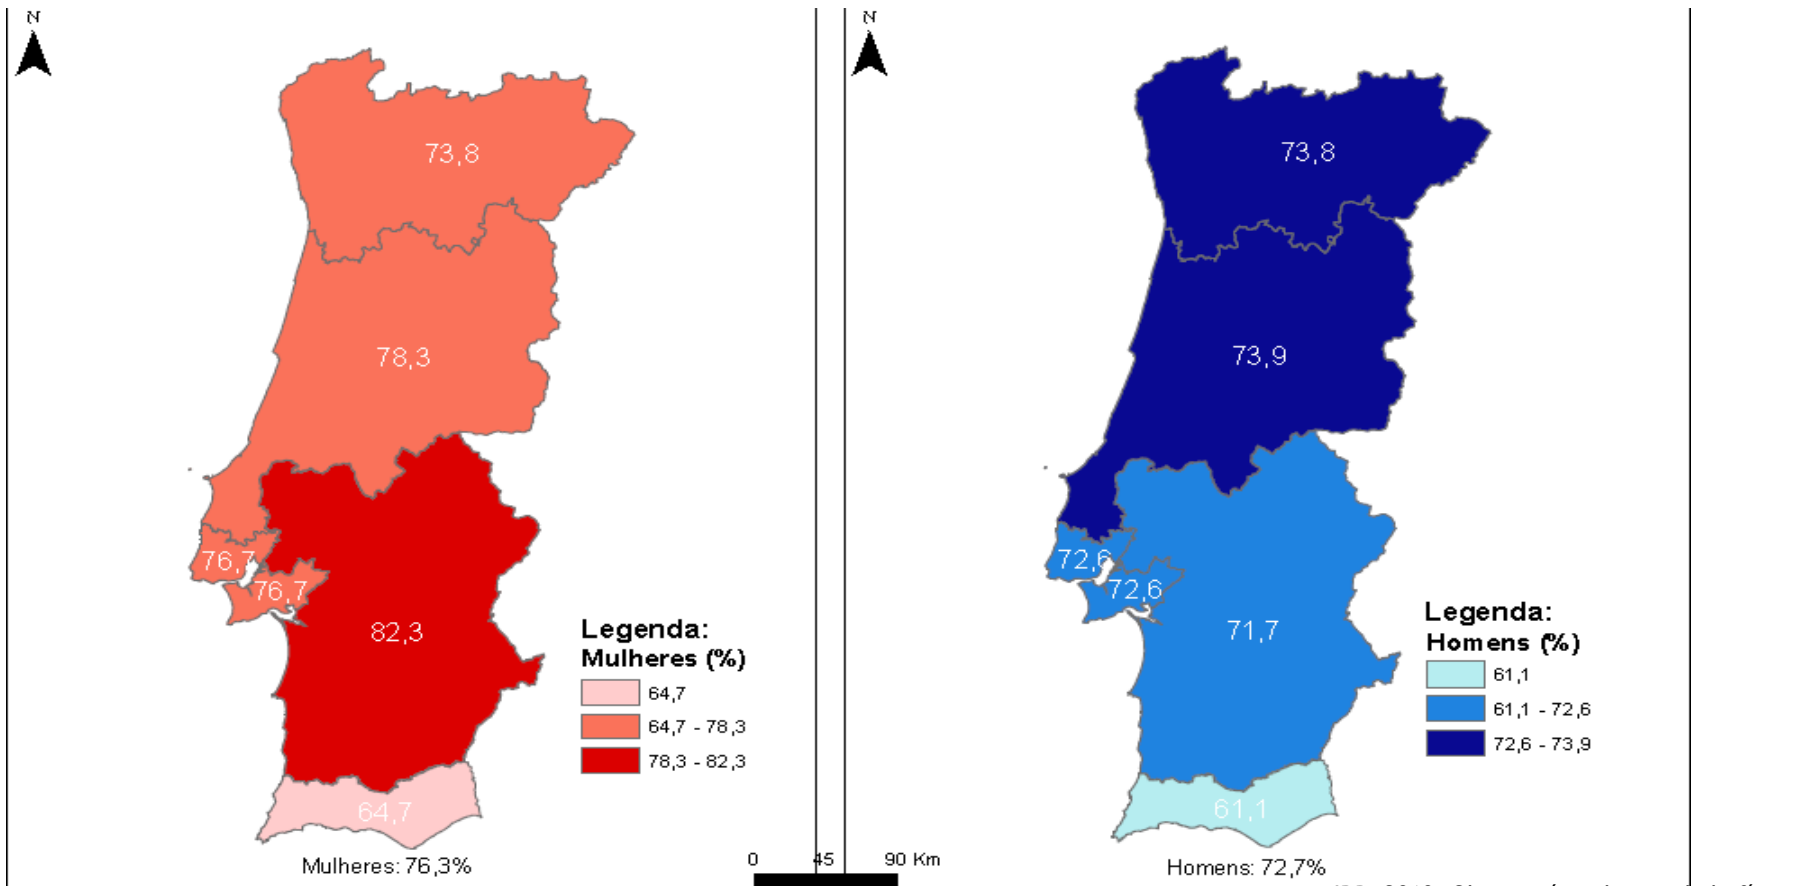 N
73,8
78,3
76,7
76,7
82,3
64,7
Legenda:
Mulheres (%)
64,7
64,7 - 78,3
78,3 - 82,3
Mulheres: 76,3%
0 45 90 Km
N
73,8
73,9
72,6
72,6
71,7
61,1
Legenda:
Homens (%)
61,1
61,1 - 72,6
72,6 - 73,9
Homens: 72,7%